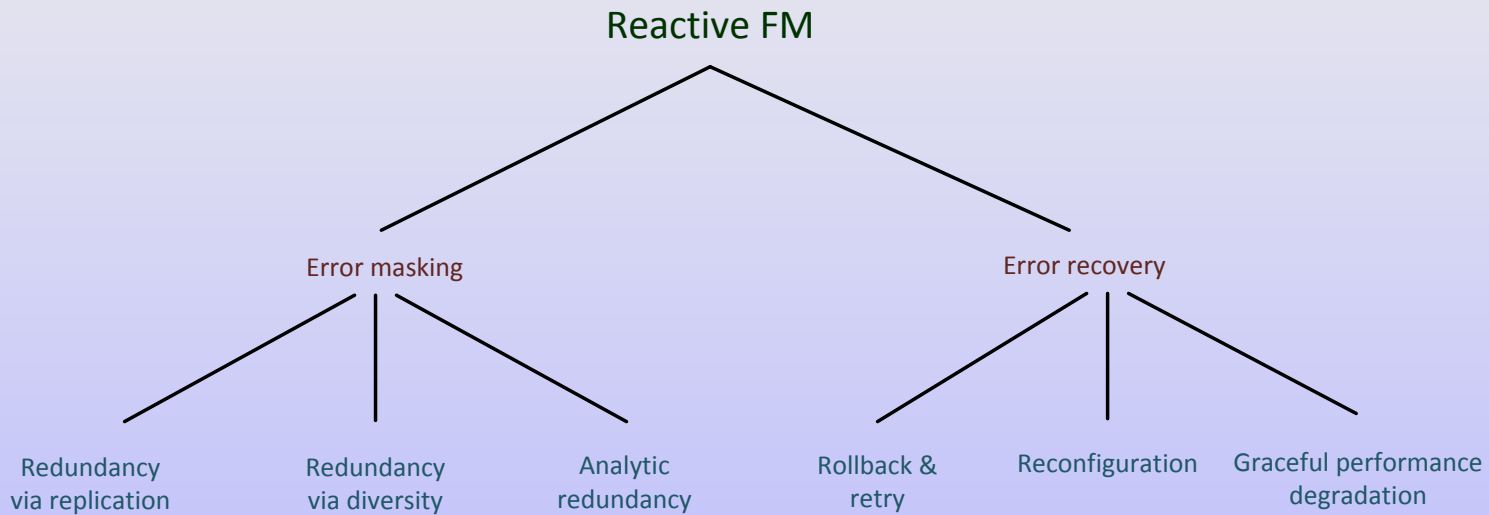 Reactive FM
Error masking
Error recovery
Redundancy
via replication
Redundancy
via diversity
Analytic
redundancy
Rollback &
retry
Reconfiguration
Graceful performance
degradation